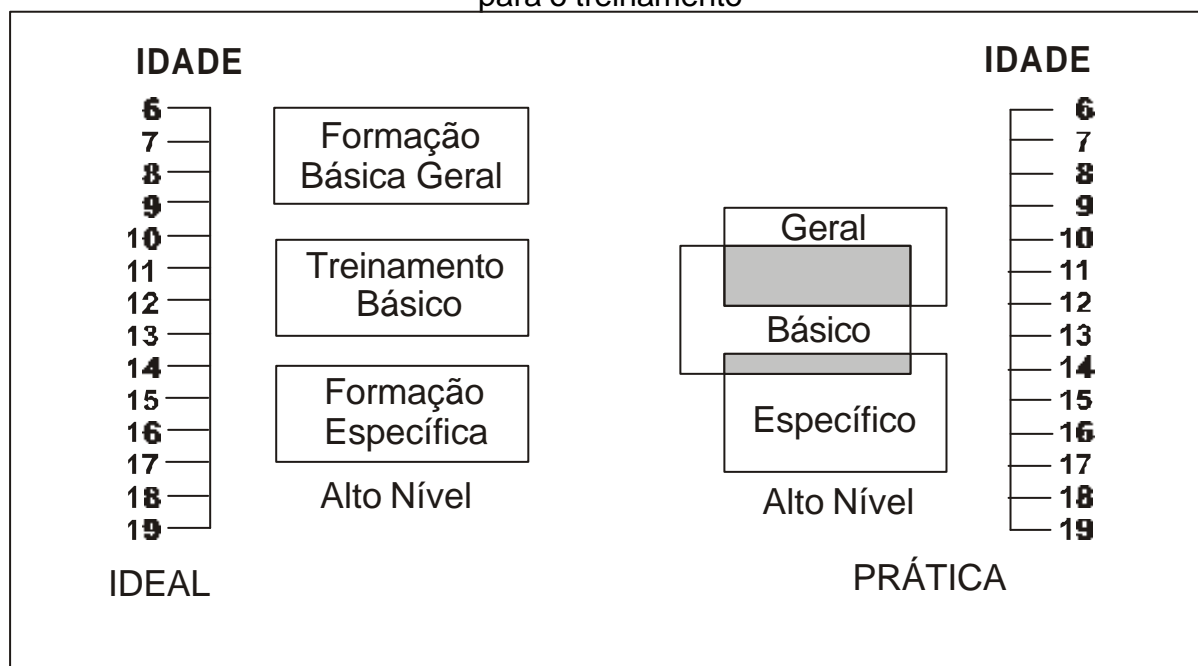 para o treinamento
IDADE
6
7
8
9
10
11
12
13
14
15
16
17
18
19
Formação
Básica Geral
Treinamento
Básico
Formação
Específica
Alto Nível
IDEAL
IDADE
6
7
8
9
10
11
12
13
14
15
16
17
18
19
Geral
Básico
Específico
Alto Nível
PRÁTICA